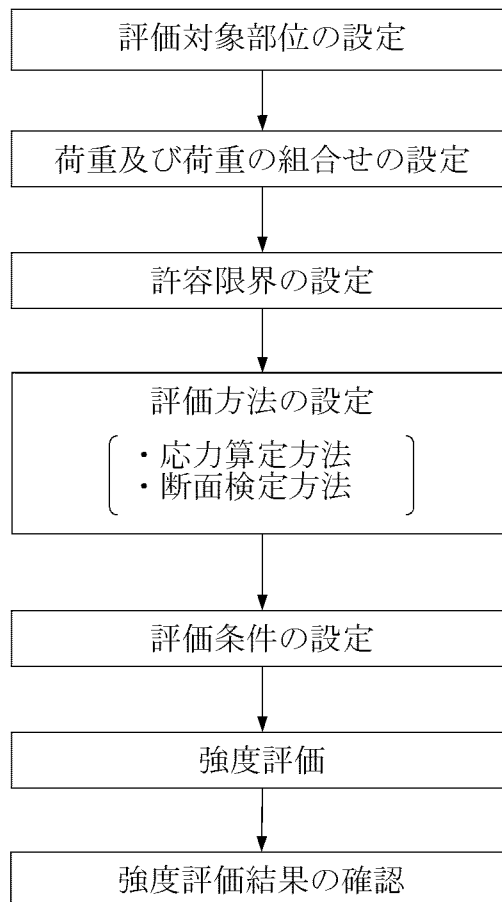 評価対象部位の設定
荷重及び荷重の組合せの設定
許容限界の設定
評価方法の設定
・応力算定方法
・断面検定方法
評価条件の設定
強度評価
強度評価結果の確認